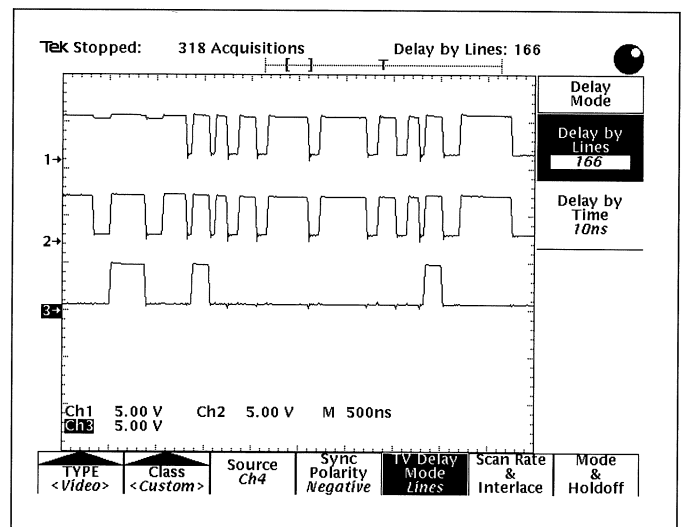 Tek Stopped: 318 Acquisitions Delay by Lines: 166
[ ] T
Delay
Mode
Delay by
Lines
166
Delay by
Time
10ns
1→
2→
3→
Ch1 5.00 V Ch2 5.00 V M 500ns
Ch3 5.00 V
TYPE
<Video>
Class
<Custom>
Source
Ch4
Sync
Polarity
Negative
TV Delay
Mode
Lines
Scan Rate
&
Interlace
Mode
&
Holdoff